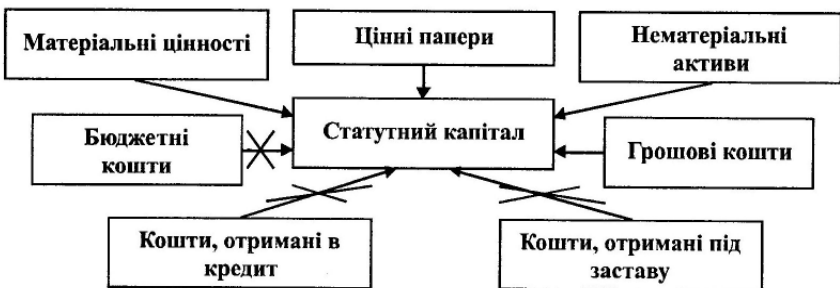 Матеріальні цінності
Цінні папери
Нематеріальні
активи
Бюджетні
кошти
Статутний капітал
Грошові кошти
Кошти, отримані в
кредит
Кошти, отримані під
заставу